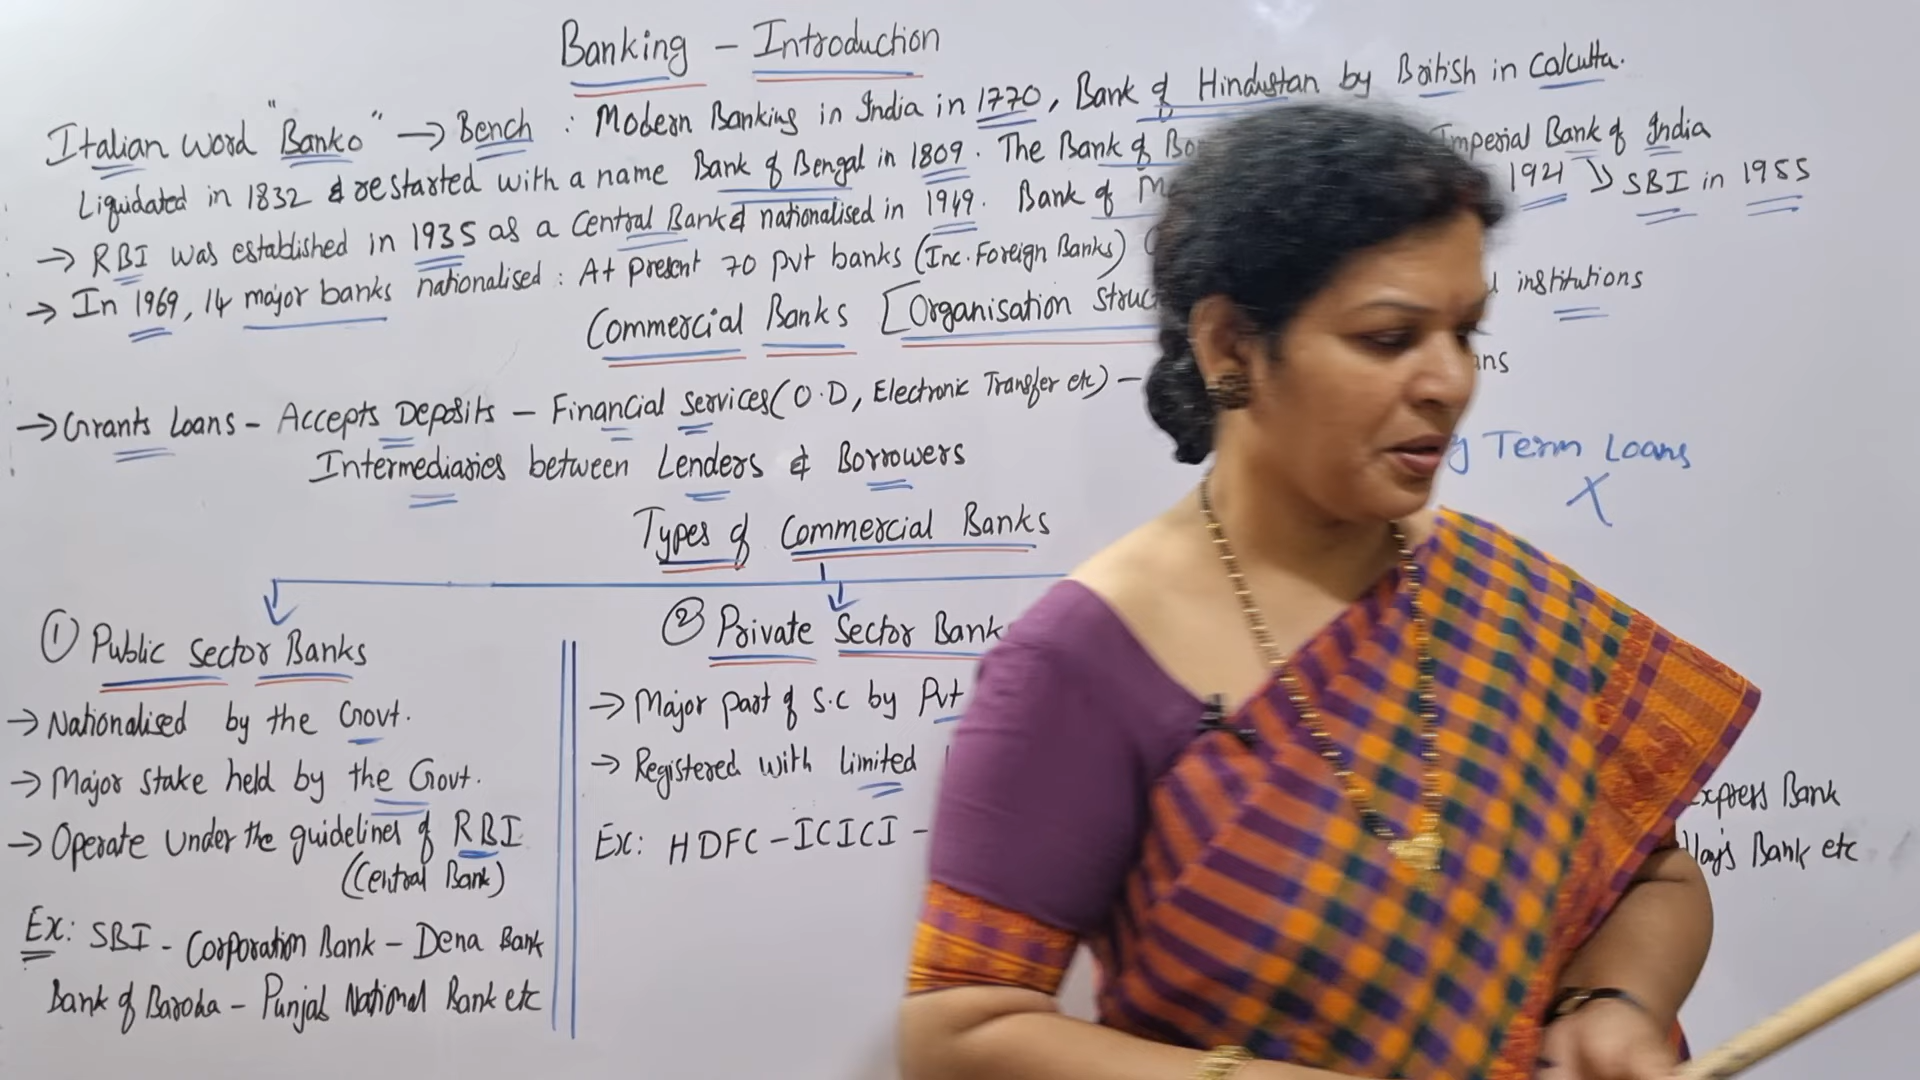 Banking - Introduction
Italian word "Banko" → Bench : Modern Banking in India in 1770, Bank of Hindustan by British in Calcutta.
Liquidated in 1832 & restarted with a name Bank of Bengal in 1809. The Bank of Imperial Bank of India
→ RBI was established in 1935 as a Central Bank & nationalised in 1949. Bank of 1921 SBI in 1955
→ In 1969, 14 major banks nationalised : At present 70 pvt banks (Inc. Foreign Banks)
Commercial Banks [Organisation institutions
→ Grants Loans - Accepts Deposits - Financial services (O.D, Electronic Transfer etc) -
Intermediaries between Lenders & Borrowers
Term Loans
X
Types of Commercial Banks
① Public Sector Banks
→ Nationalised by the Govt.
→ Major stake held by the Govt.
→ Operate under the guidelines of RBI
(Central Bank)
Ex: SBI - Corporation Bank - Dena Bank
Bank of Baroda - Punjab National Bank etc
② Private Sector Bank
→ Major part of S.C by Pvt
→ Registered with limited
Ex: HDFC - ICICI -
Bank
Bank etc